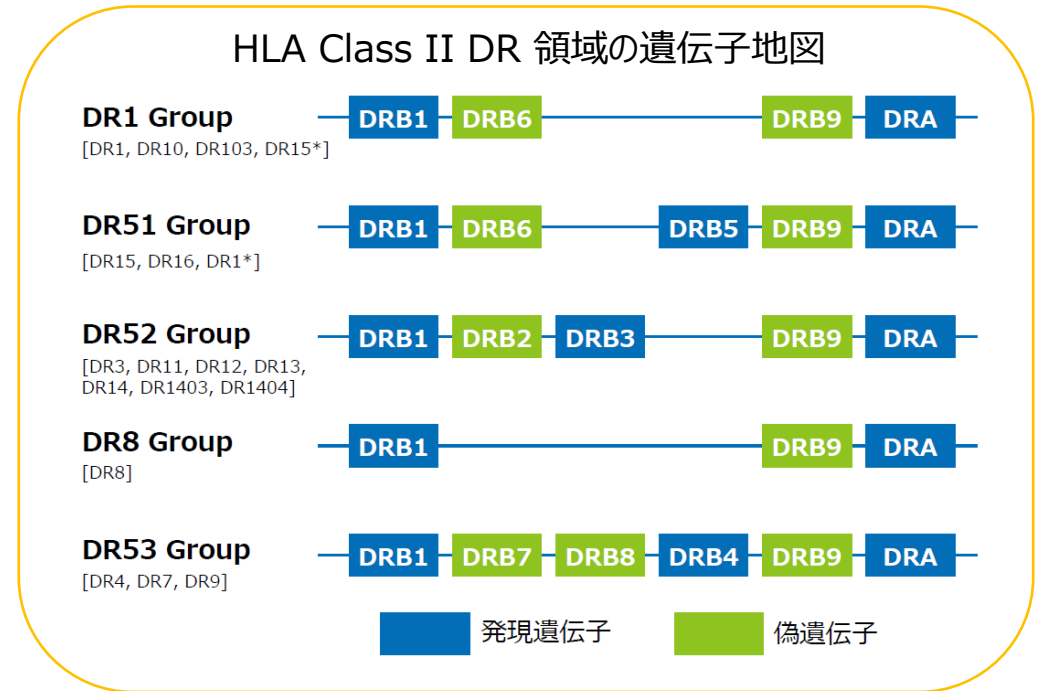 HLA Class II DR 領域の遺伝子地図
DR1 Group
[DR1, DR10, DR103, DR15*]
DRB1 DRB6 DRB9 DRA
DR51 Group
[DR15, DR16, DR1*]
DRB1 DRB6 DRB5 DRB9 DRA
DR52 Group
[DR3, DR11, DR12, DR13,
DR14, DR1403, DR1404]
DRB1 DRB2 DRB3 DRB9 DRA
DR8 Group
[DR8]
DRB1 DRB9 DRA
DR53 Group
[DR4, DR7, DR9]
DRB1 DRB7 DRB8 DRB4 DRB9 DRA
発現遺伝子
偽遺伝子